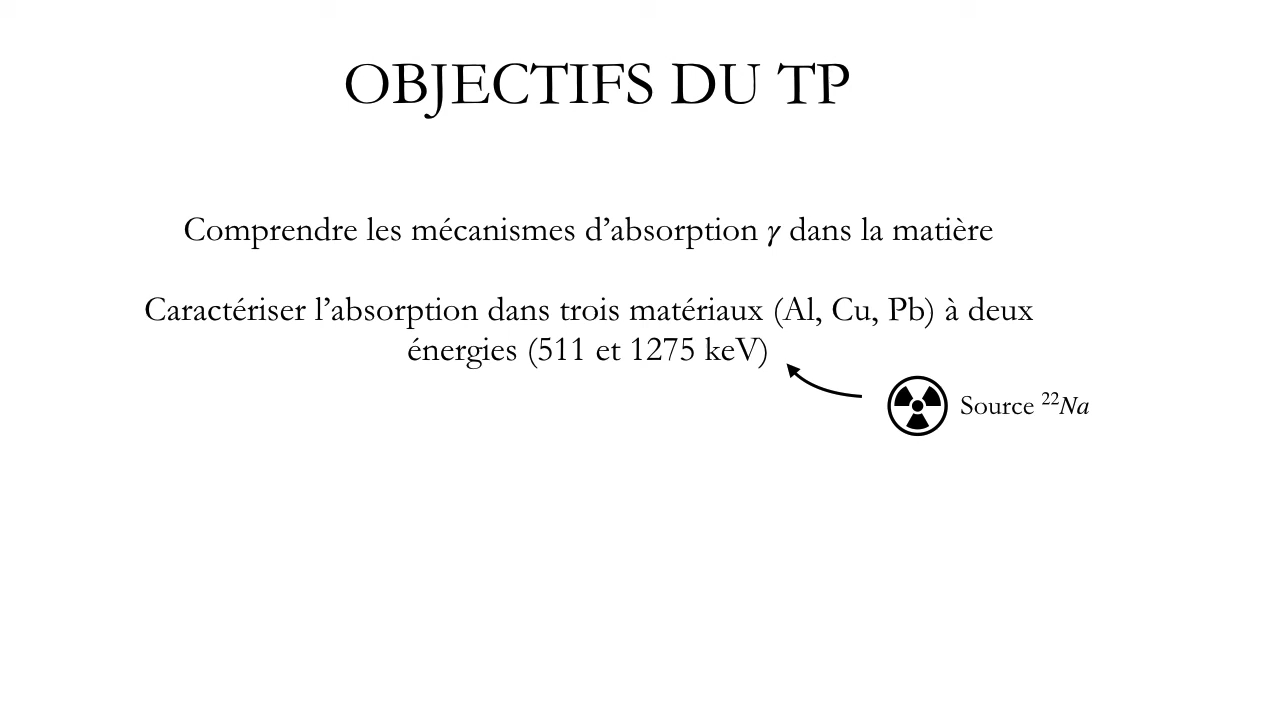 OBJECTIFS DU TP
Comprendre les mécanismes d’absorption γ dans la matière
Caractériser l’absorption dans trois matériaux (Al, Cu, Pb) à deux
énergies (511 et 1275 keV)
Source ²²Na